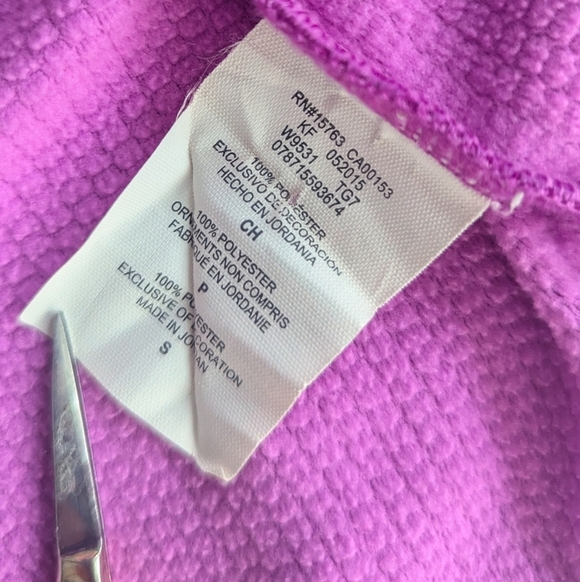 RN#15763 CA00153
KF 052015
W9531 TG7
078715593674
100% POLYESTER
EXCLUSIVO DE DECORACIÓN
HECHO EN JORDANIA
CH
100% POLYESTER
ORNEMENTS NON COMPRIS
FABRIQUÉ EN JORDANIE
P
100% POLYESTER
EXCLUSIVE OF DECORATION
MADE IN JORDAN
S